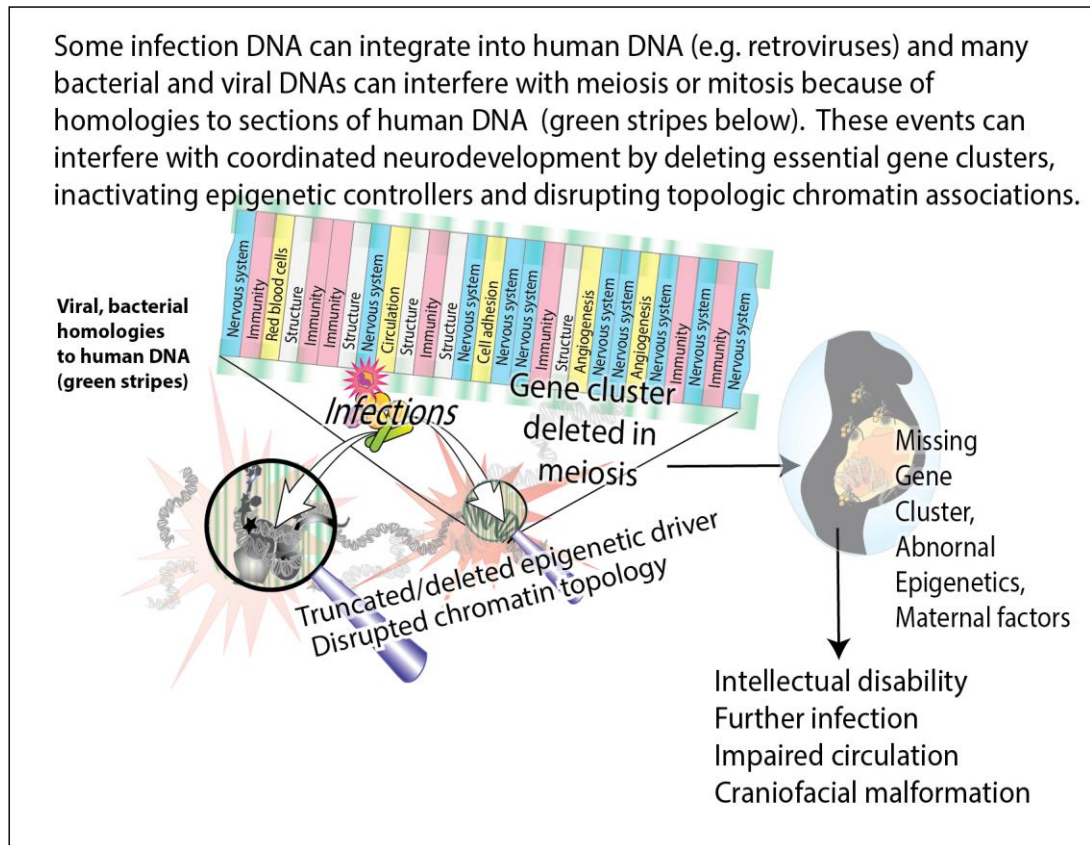 Some infection DNA can integrate into human DNA (e.g. retroviruses) and many
bacterial and viral DNAs can interfere with meiosis or mitosis because of
homologies to sections of human DNA (green stripes below). These events can
interfere with coordinated neurodevelopment by deleting essential gene clusters,
inactivating epigenetic controllers and disrupting topologic chromatin associations.
Viral, bacterial
homologies
to human DNA
(green stripes)
Nervous system
Immunity
Red blood cells
Structure
Immunity
Immunity
Structure
Nervous system
Circulation
Structure
Immunity
Structure
Nervous system
Cell adhesion
Nervous system
Nervous system
Immunity
Structure
Angiogenesis
Nervous system
Nervous system
Angiogenesis
Nervous system
Immunity
Nervous system
Immunity
Nervous system
Infections
Gene cluster
deleted in
meiosis
Truncated/deleted epigenetic driver
Disrupted chromatin topology
Missing
Gene
Cluster,
Abnornal
Epigenetics,
Maternal factors
Intellectual disability
Further infection
Impaired circulation
Craniofacial malformation